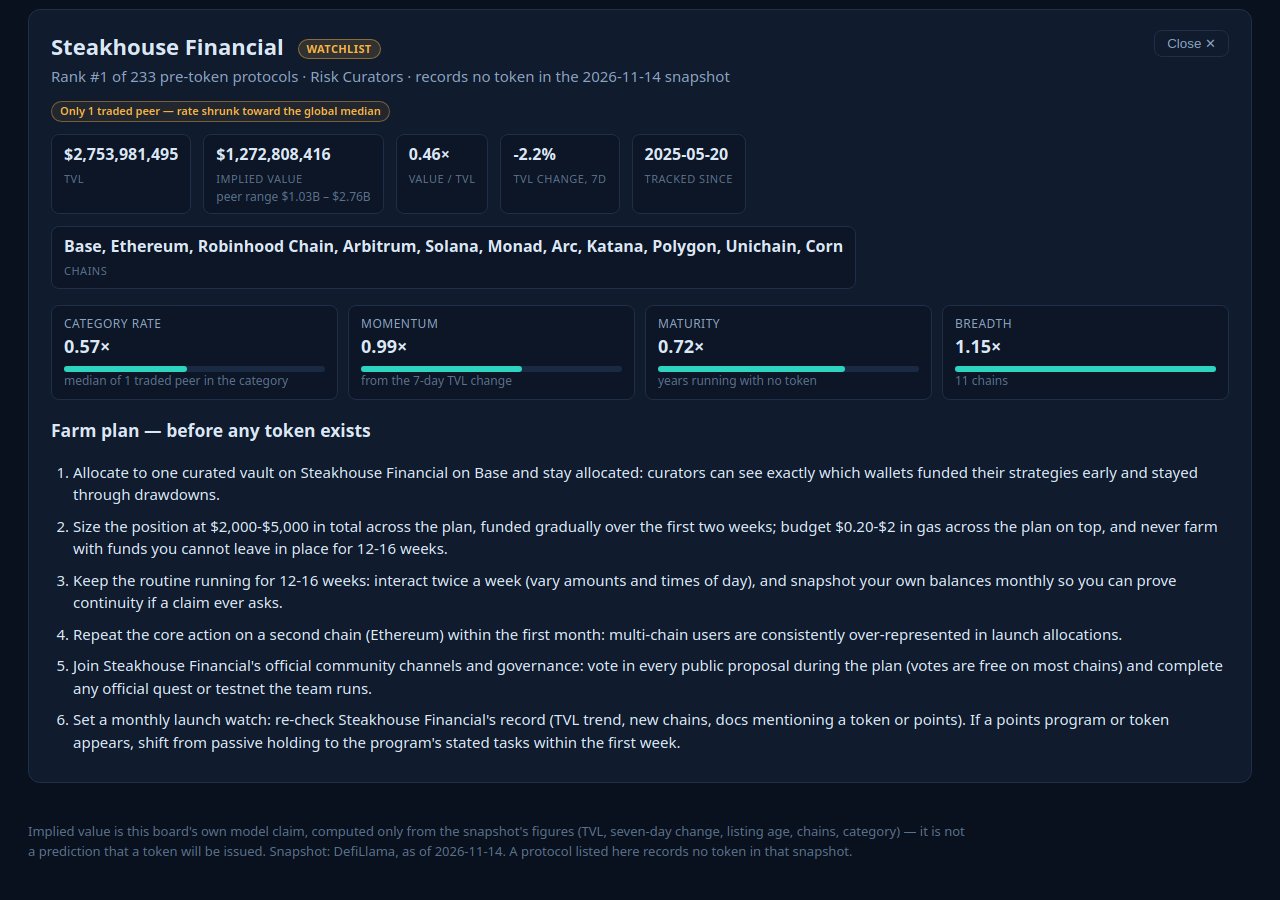 Steakhouse Financial WATCHLIST
Close ✕
Rank #1 of 233 pre-token protocols · Risk Curators · records no token in the 2026-11-14 snapshot
Only 1 traded peer — rate shrunk toward the global median
$2,753,981,495
TVL
$1,272,808,416
IMPLIED VALUE
peer range $1.03B – $2.76B
0.46×
VALUE / TVL
-2.2%
TVL CHANGE, 7D
2025-05-20
TRACKED SINCE
Base, Ethereum, Robinhood Chain, Arbitrum, Solana, Monad, Arc, Katana, Polygon, Unichain, Corn
CHAINS
CATEGORY RATE
0.57×
median of 1 traded peer in the category
MOMENTUM
0.99×
from the 7-day TVL change
MATURITY
0.72×
years running with no token
BREADTH
1.15×
11 chains
Farm plan — before any token exists
1. Allocate to one curated vault on Steakhouse Financial on Base and stay allocated: curators can see exactly which wallets funded their strategies early and stayed
through drawdowns.
2. Size the position at $2,000-$5,000 in total across the plan, funded gradually over the first two weeks; budget $0.20-$2 in gas across the plan on top, and never farm
with funds you cannot leave in place for 12-16 weeks.
3. Keep the routine running for 12-16 weeks: interact twice a week (vary amounts and times of day), and snapshot your own balances monthly so you can prove
continuity if a claim ever asks.
4. Repeat the core action on a second chain (Ethereum) within the first month: multi-chain users are consistently over-represented in launch allocations.
5. Join Steakhouse Financial's official community channels and governance: vote in every public proposal during the plan (votes are free on most chains) and complete
any official quest or testnet the team runs.
6. Set a monthly launch watch: re-check Steakhouse Financial's record (TVL trend, new chains, docs mentioning a token or points). If a points program or token
appears, shift from passive holding to the program's stated tasks within the first week.
Implied value is this board's own model claim, computed only from the snapshot's figures (TVL, seven-day change, listing age, chains, category) — it is not
a prediction that a token will be issued. Snapshot: DefiLlama, as of 2026-11-14. A protocol listed here records no token in that snapshot.